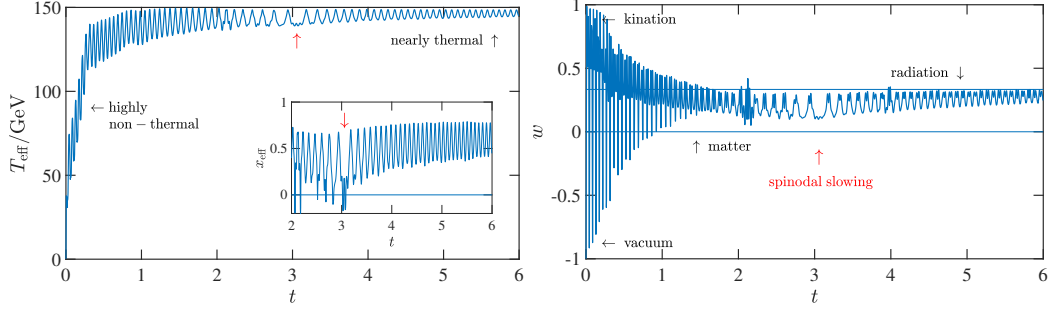 150
100
50
0
T_eff/GeV
← highly
non − thermal
↑
nearly thermal ↑
1
0.5
0
x_eff
↓
2 3 4 5 6
t
0 1 2 3 4 5 6
t
1
0.5
0
-0.5
-1
w
← kination
radiation ↓
↑ matter
↑
spinodal slowing
← vacuum
0 1 2 3 4 5 6
t